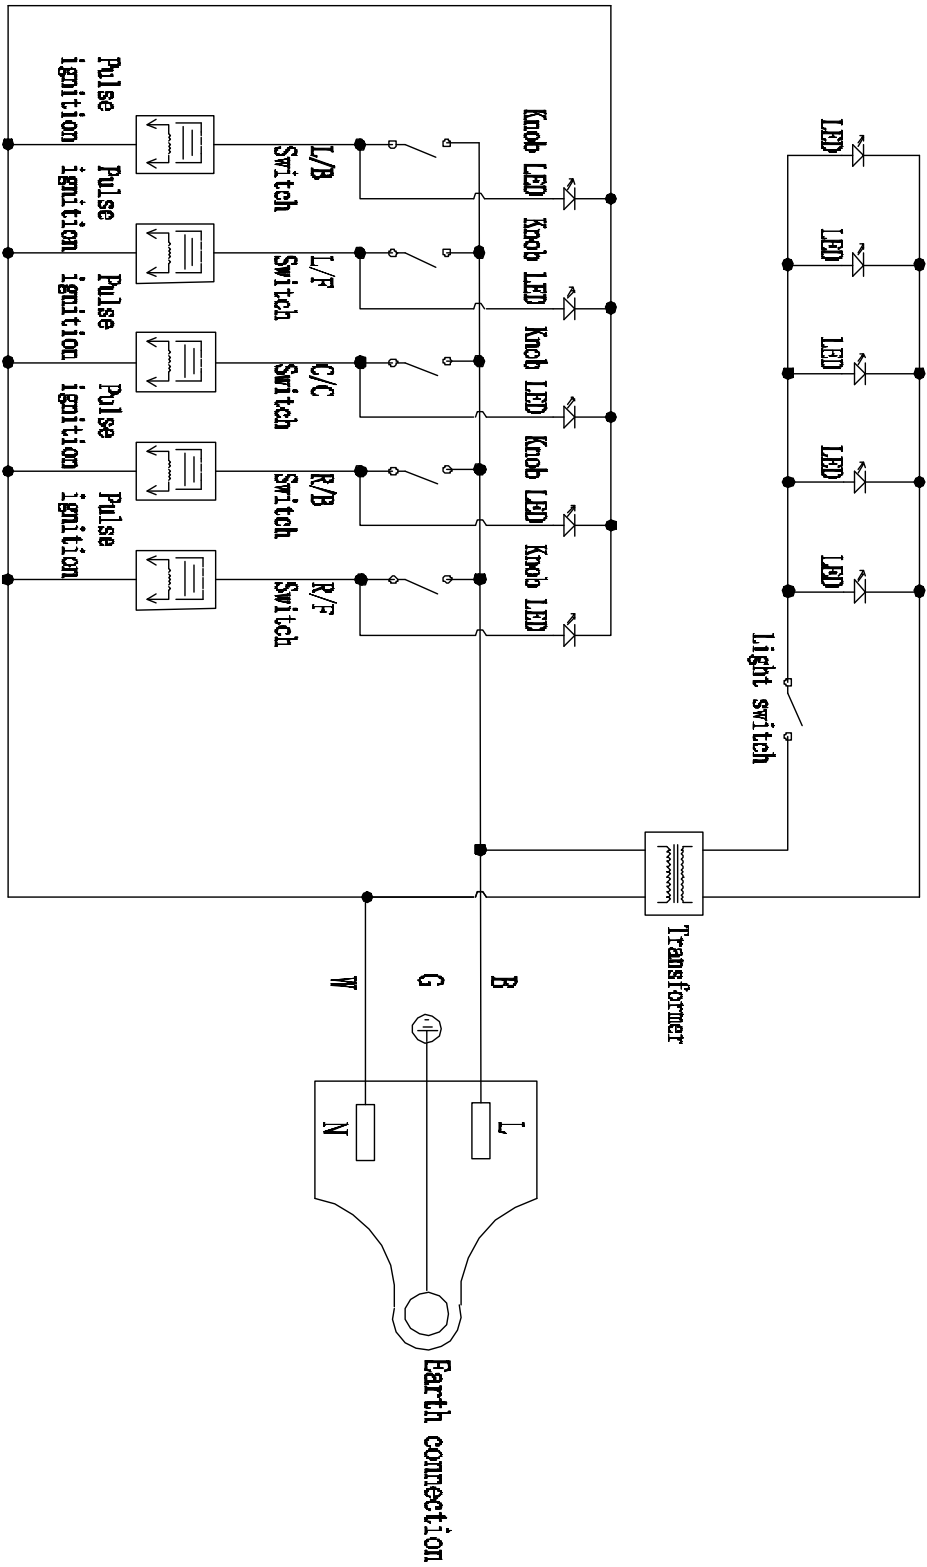 LED
LED
LED
LED
LED
Light switch
Transformer
Knob LED
Knob LED
Knob LED
Knob LED
Knob LED
B
L
G
Earth connection
W
N
L/B
Switch
L/F
Switch
C/C
Switch
R/B
Switch
R/F
Switch
Pulse
ignition
Pulse
ignition
Pulse
ignition
Pulse
ignition
Pulse
ignition